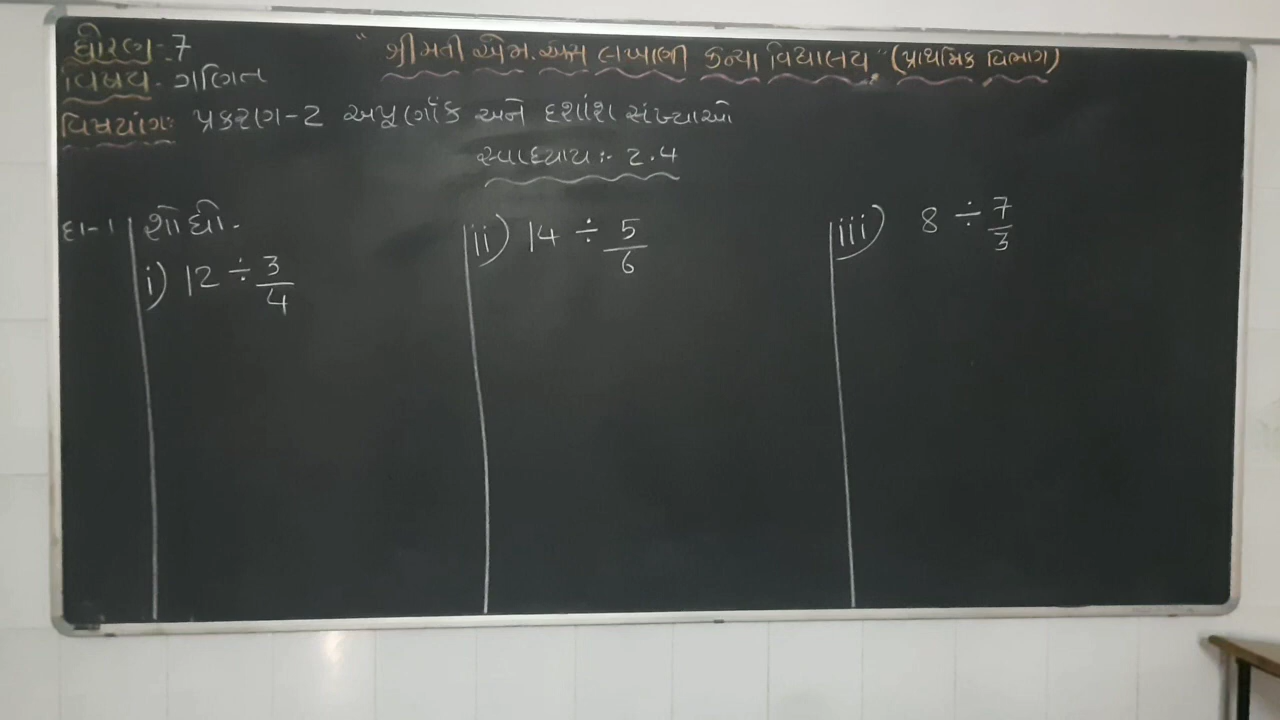 ધોરણ:- 7 "શ્રીમતી એમ. એસ લખાણી કન્યા વિદ્યાલય" (પ્રાથમિક વિભાગ)
વિષય - ગણિત
વિષયાંગ: પ્રકરણ-2 અપૂર્ણાંક અને દશાંશ સંખ્યાઓ
સ્વાધ્યાય:- 2.4
દા-1 શોધો.
i) 12 ÷ 3/4
ii) 14 ÷ 5/6
iii) 8 ÷ 7/3